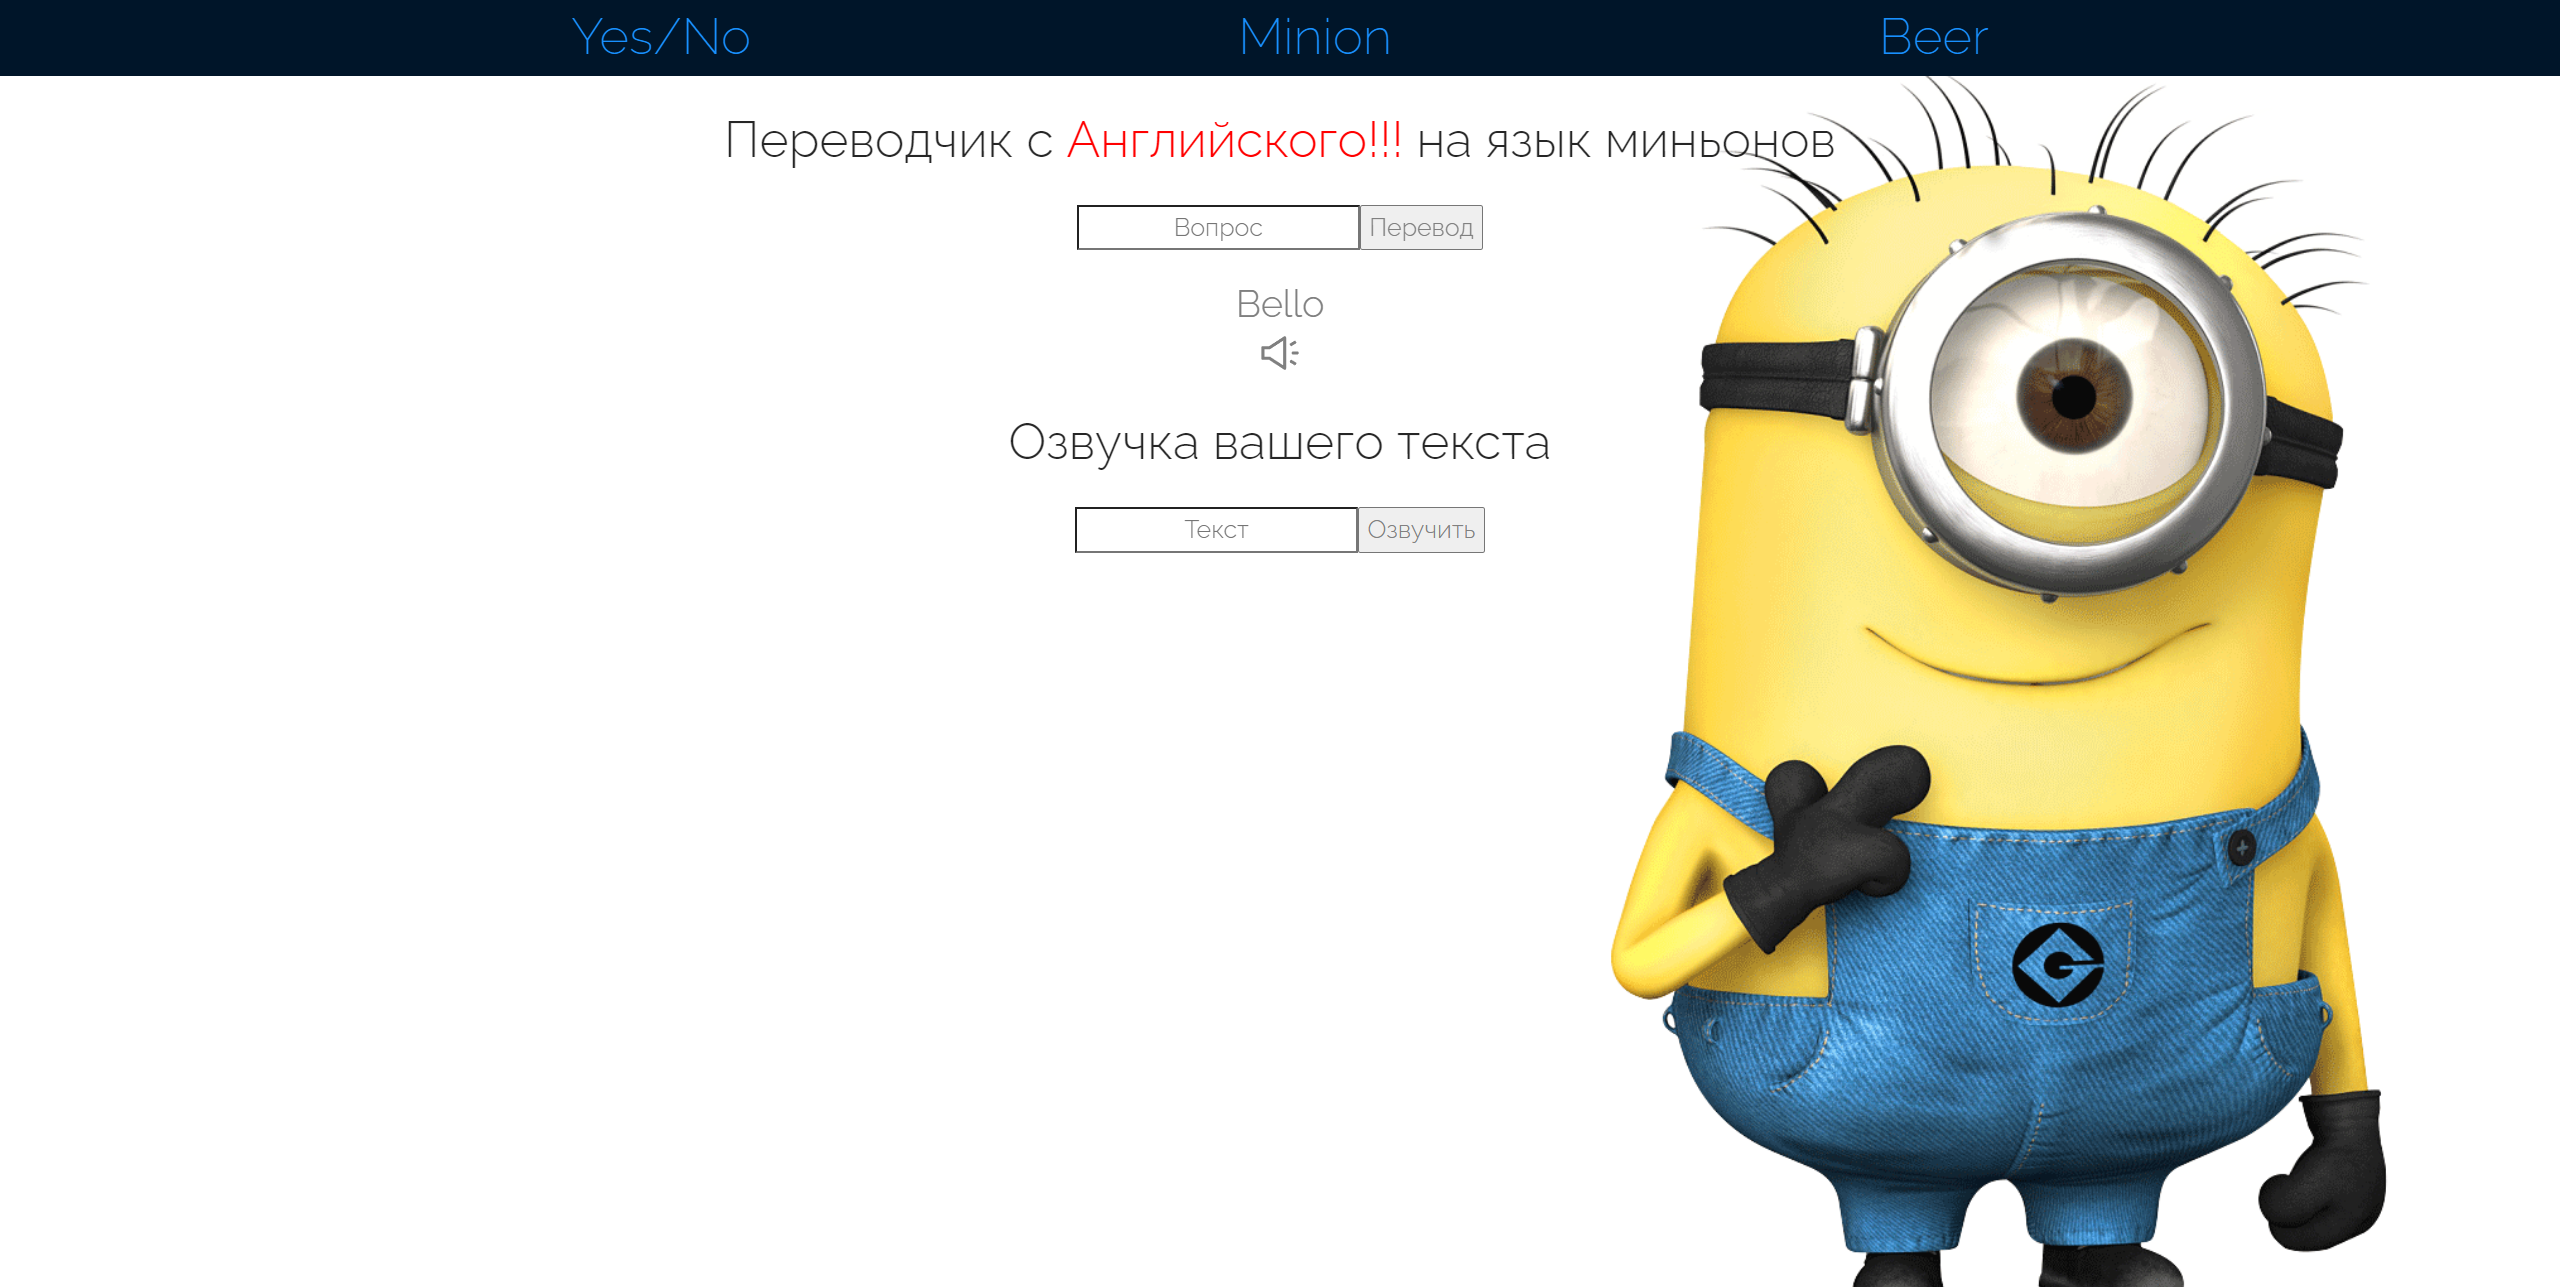 Yes/No Minion Beer
Переводчик с Английского!!! на язык миньонов
Вопрос Перевод
Bello
Озвучка вашего текста
Текст Озвучить